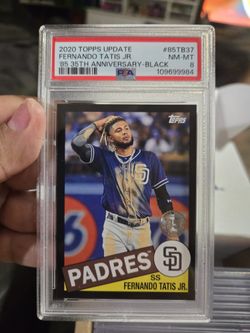 2020 TOPPS UPDATE #85TB37
FERNANDO TATIS JR. NM-MT
'85 35TH ANNIVERSARY-BLACK 8
PSA 109699984
Topps
SD
PADRES
SS
FERNANDO TATIS JR.